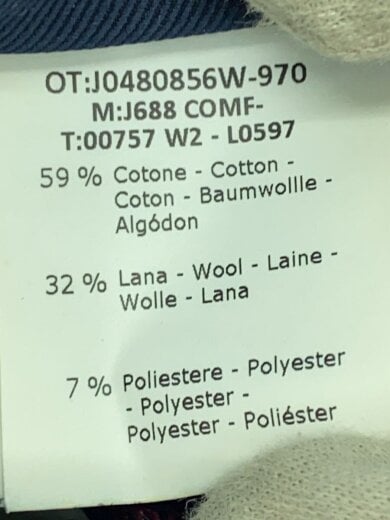 OT:J0480856W-970
M:J688 COMF-
T:00757 W2 - L0597
59 % Cotone - Cotton -
Coton - Baumwollle -
Algódon
32 % Lana - Wool - Laine -
Wolle - Lana
7 % Poliestere - Polyester
- Polyester -
Polyester - Poliéster